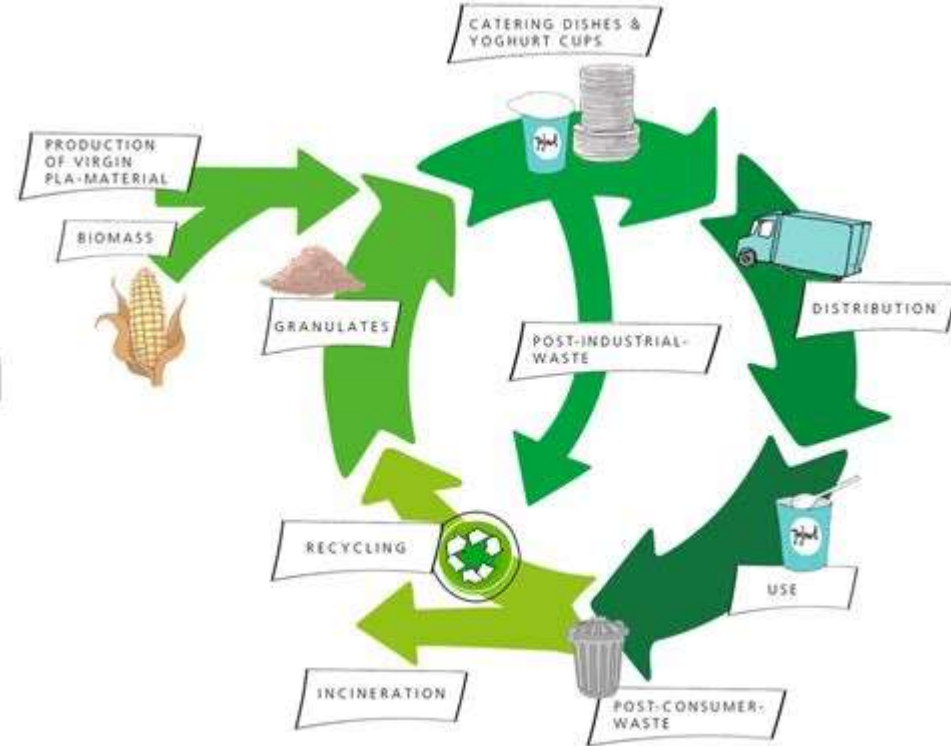 CATERING DISHES &
YOGHURT CUPS
PRODUCTION
OF VIRGIN
PLA-MATERIAL
BIOMASS
GRANULATES
POST-INDUSTRIAL-
WASTE
DISTRIBUTION
RECYCLING
USE
INCINERATION
POST-CONSUMER-
WASTE